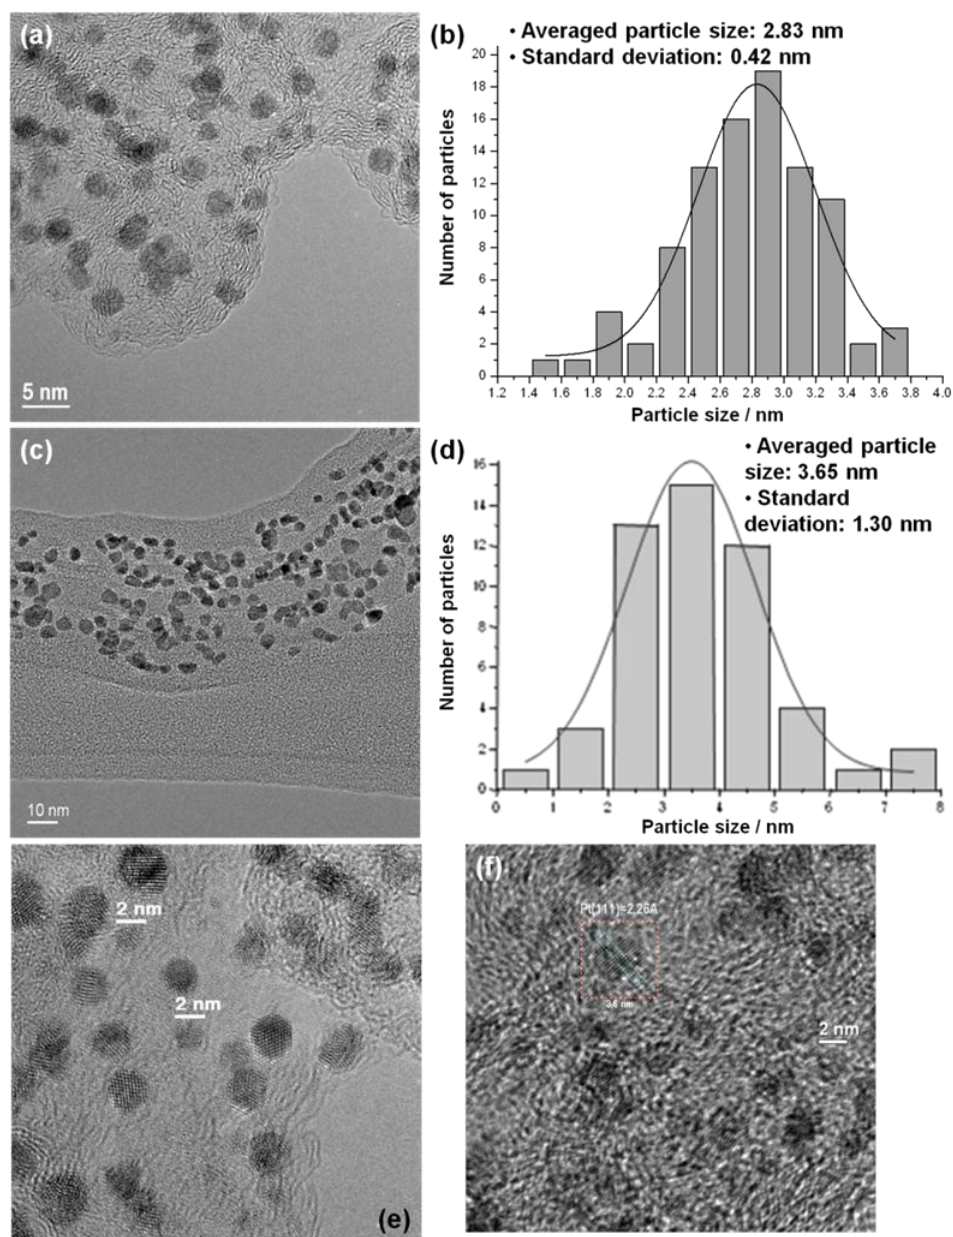 (a)
5 nm
(b)
• Averaged particle size: 2.83 nm
• Standard deviation: 0.42 nm
Number of particles
20
18
16
14
12
10
8
6
4
2
0
1.2 1.4 1.6 1.8 2.0 2.2 2.4 2.6 2.8 3.0 3.2 3.4 3.6 3.8 4.0
Particle size / nm
(c)
10 nm
(d)
• Averaged particle
size: 3.65 nm
• Standard
deviation: 1.30 nm
Number of particles
16
14
12
10
8
6
4
2
0
0 1 2 3 4 5 6 7 8
Particle size / nm
2 nm
2 nm
(e)
(f)
Pt(111)=2.26A
3.6 nm
2 nm